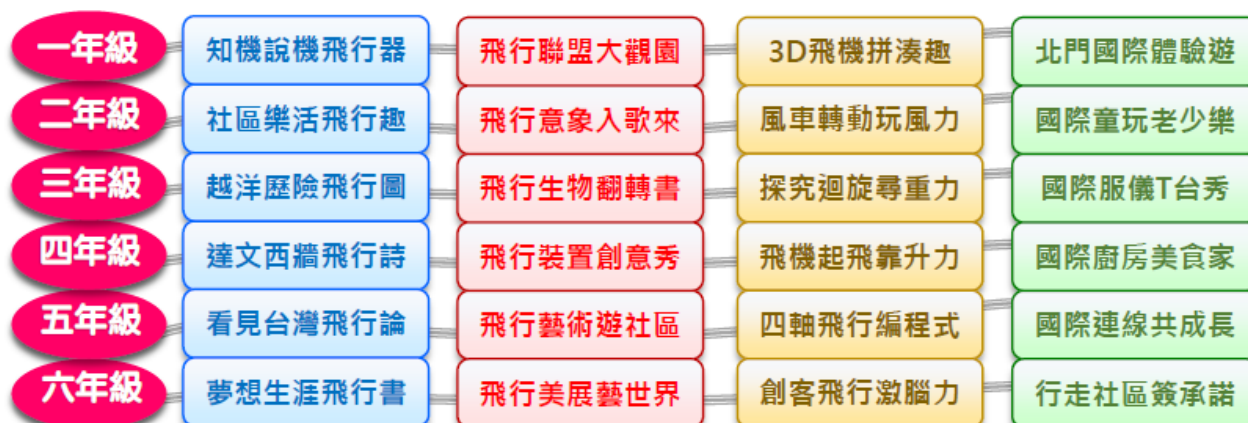 一年級 知機說機飛行器 飛行聯盟大觀園 3D飛機拼湊趣 北門國際體驗遊
二年級 社區樂活飛行趣 飛行意象入歌來 風車轉動玩風力 國際童玩老少樂
三年級 越洋歷險飛行圖 飛行生物翻轉書 探究迴旋尋重力 國際服儀T台秀
四年級 達文西牆飛行詩 飛行裝置創意秀 飛機起飛靠升力 國際廚房美食家
五年級 看見台灣飛行論 飛行藝術遊社區 四軸飛行編程式 國際連線共成長
六年級 夢想生涯飛行書 飛行美展藝世界 創客飛行激腦力 行走社區簽承諾